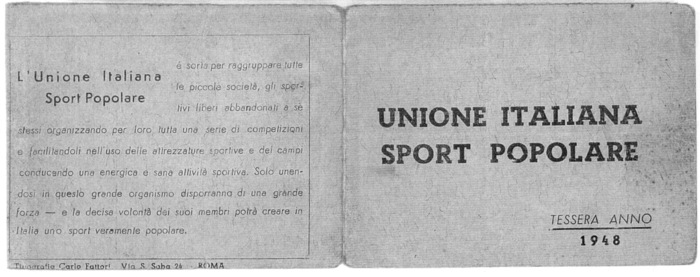 L'Unione Italiana
Sport Popolare
è sorta per raggruppare tutte
le piccole società, gli spor-
tivi liberi abbandonati a sè
stessi organizzando per loro tutta una serie di competizioni
e facilitandoli nell'uso delle attrezzature sportive e dei campi
conducendo una energica e sana attività sportiva. Solo unen-
dosi in questo grande organismo disporranno di una grande
forza — e la decisa volontà dei suoi membri potrà creare in
Italia uno sport veramente popolare.
Tipografia Carlo Fattori Via S. Saba 24 - ROMA
UNIONE ITALIANA
SPORT POPOLARE
TESSERA ANNO
1948